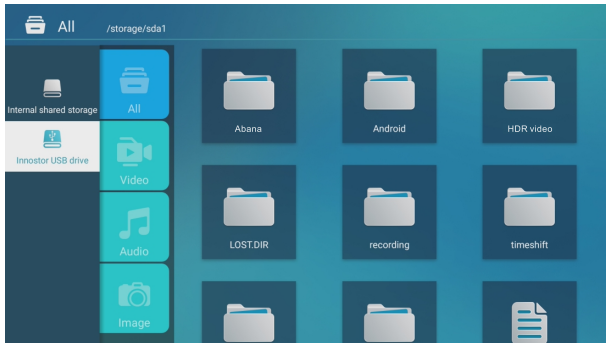 All /storage/sda1
Internal shared storage
Innostor USB drive
All
Video
Audio
Image
Abana
Android
HDR video
LOST.DIR
recording
timeshift